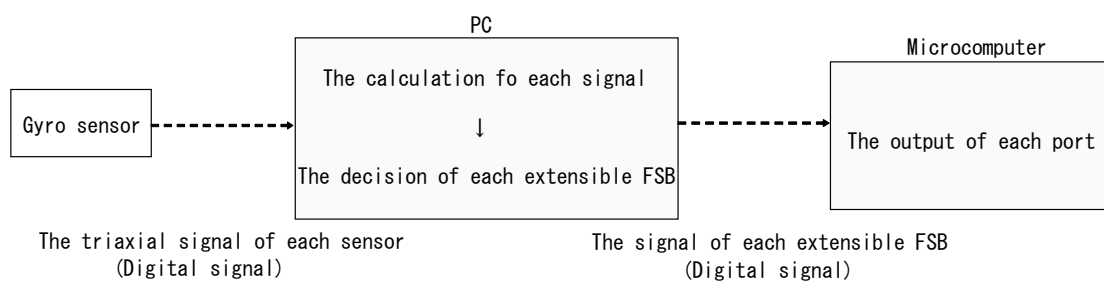 PC
Microcomputer
The calculation fo each signal
Gyro sensor
↓
The output of each port
The decision of each extensible FSB
The triaxial signal of each sensor
(Digital signal)
The signal of each extensible FSB
(Digital signal)